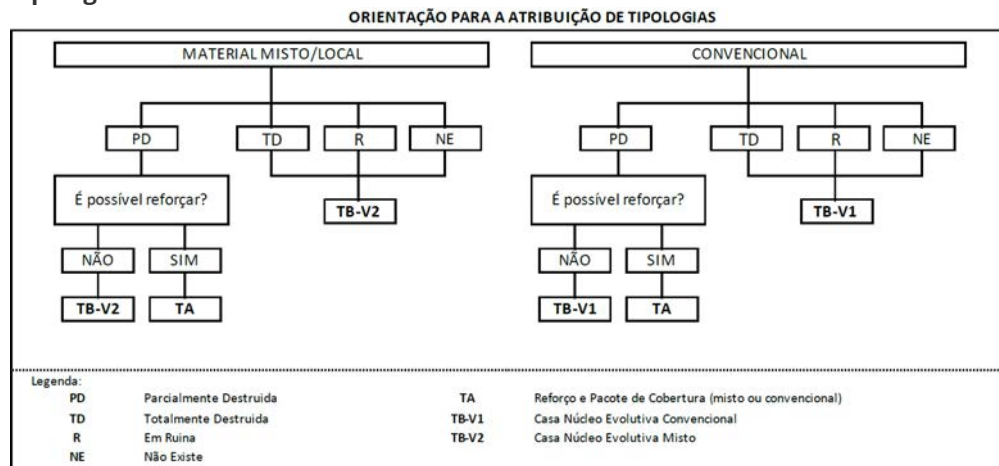 ORIENTAÇÃO PARA A ATRIBUIÇÃO DE TIPOLOGIAS
MATERIAL MISTO/LOCAL
CONVENCIONAL
PD TD R NE
PD TD R NE
É possível reforçar?
TB-V2
É possível reforçar?
TB-V1
NÃO SIM
NÃO SIM
TB-V2 TA
TB-V1 TA
Legenda:
PD Parcialmente Destruida TA Reforço e Pacote de Cobertura (misto ou convencional)
TD Totalmente Destruida TB-V1 Casa Núcleo Evolutiva Convencional
R Em Ruina TB-V2 Casa Núcleo Evolutiva Misto
NE Não Existe